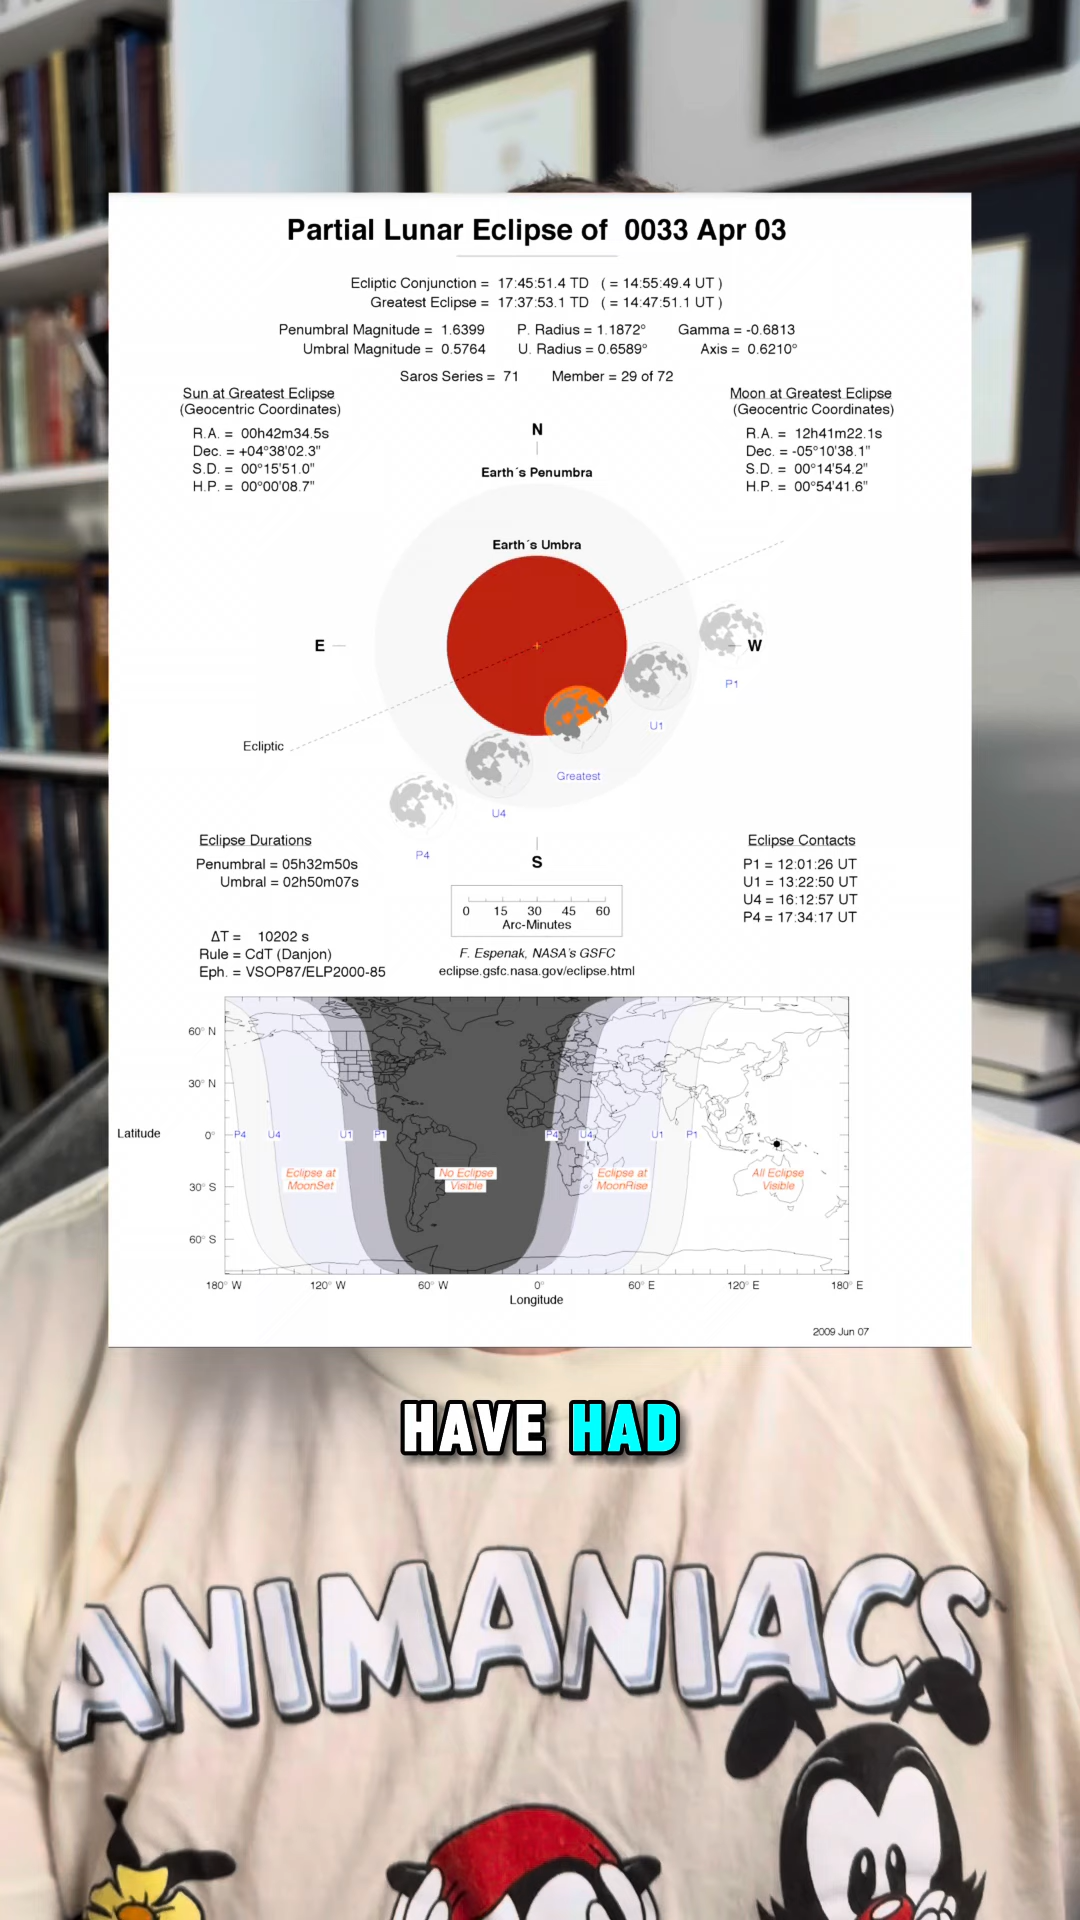 Partial Lunar Eclipse of 0033 Apr 03
Ecliptic Conjunction = 17:45:51.4 TD ( = 14:55:49.4 UT )
Greatest Eclipse = 17:37:53.1 TD ( = 14:47:51.1 UT )
Penumbral Magnitude = 1.6399 P. Radius = 1.1872° Gamma = -0.6813
Umbral Magnitude = 0.5764 U. Radius = 0.6589° Axis = 0.6210°
Saros Series = 71 Member = 29 of 72
Sun at Greatest Eclipse
(Geocentric Coordinates)
R.A. = 00h42m34.5s
Dec. = +04°38'02.3"
S.D. = 00°15'51.0"
H.P. = 00°00'08.7"
Moon at Greatest Eclipse
(Geocentric Coordinates)
R.A. = 12h41m22.1s
Dec. = -05°10'38.1"
S.D. = 00°14'54.2"
H.P. = 00°54'41.6"
N
Earth´s Penumbra
Earth´s Umbra
E
W
P1
U1
Ecliptic
Greatest
U4
P4
S
Eclipse Durations
Penumbral = 05h32m50s
Umbral = 02h50m07s
Eclipse Contacts
P1 = 12:01:26 UT
U1 = 13:22:50 UT
U4 = 16:12:57 UT
P4 = 17:34:17 UT
0 15 30 45 60
Arc-Minutes
ΔT = 10202 s
Rule = CdT (Danjon)
Eph. = VSOP87/ELP2000-85
F. Espenak, NASA's GSFC
eclipse.gsfc.nasa.gov/eclipse.html
60° N
30° N
Latitude 0°
30° S
60° S
P4 U4 U1 P1 P4 U4 U1 P1
Eclipse at
MoonSet
No Eclipse
Visible
Eclipse at
MoonRise
All Eclipse
Visible
180° W 120° W 60° W 0° 60° E 120° E 180° E
Longitude
2009 Jun 07
HAVE HAD
ANIMANIACS